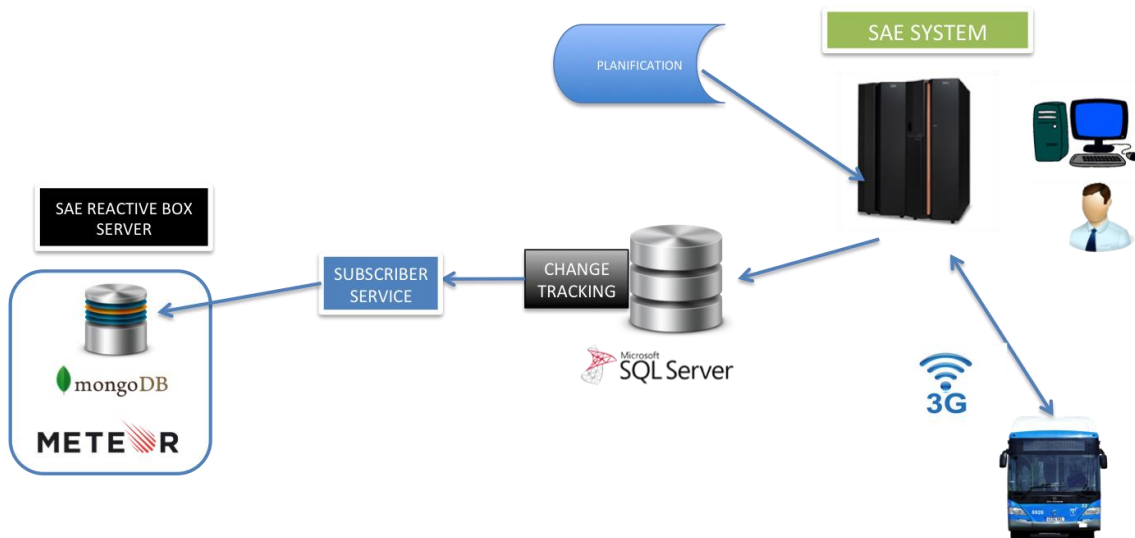 SAE SYSTEM
PLANIFICATION
SAE REACTIVE BOX
SERVER
SUBSCRIBER
SERVICE
CHANGE
TRACKING
Microsoft
SQL Server
mongoDB
METEOR
3G